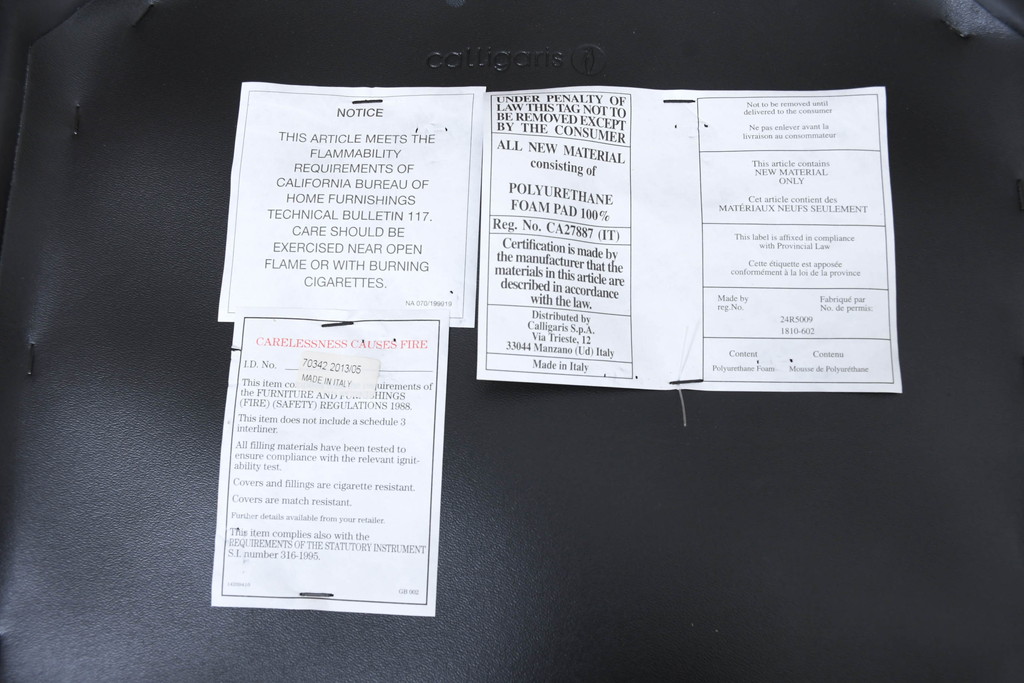 calligaris
NOTICE
THIS ARTICLE MEETS THE
FLAMMABILITY
REQUIREMENTS OF
CALIFORNIA BUREAU OF
HOME FURNISHINGS
TECHNICAL BULLETIN 117.
CARE SHOULD BE
EXERCISED NEAR OPEN
FLAME OR WITH BURNING
CIGARETTES.
NA 070/199919
UNDER PENALTY OF
LAW THIS TAG NOT TO
BE REMOVED EXCEPT
BY THE CONSUMER
ALL NEW MATERIAL
consisting of
POLYURETHANE
FOAM PAD 100%
Reg. No. CA27887 (IT)
Certification is made by
the manufacturer that the
materials in this article are
described in accordance
with the law.
Distributed by
Calligaris S.p.A.
Via Trieste, 12
33044 Manzano (Ud) Italy
Made in Italy
Not to be removed until
delivered to the consumer
Ne pas enlever avant la
livraison au consommateur
This article contains
NEW MATERIAL
ONLY
Cet article contient des
MATÉRIAUX NEUFS SEULEMENT
This label is affixed in compliance
with Provincial Law
Cette étiquette est apposée
conformément à la loi de la province
Made by Fabriqué par
reg.No. No. de permis:
24R5009
1810-602
Content Contenu
Polyurethane Foam Mousse de Polyuréthane
CARELESSNESS CAUSES FIRE
I.D. No. 70342 2013/05
MADE IN ITALY
This item quirements of
the FURNITURE AND HINGS
(FIRE) (SAFETY) REGULATIONS 1988.
This item does not include a schedule 3
interliner.
All filling materials have been tested to
ensure compliance with the relevant ignit-
ability test.
Covers and fillings are cigarette resistant.
Covers are match resistant.
Further details available from your retailer.
This item complies also with the
REQUIREMENTS OF THE STATUTORY INSTRUMENT
S.I. number 316-1995.
GB 002